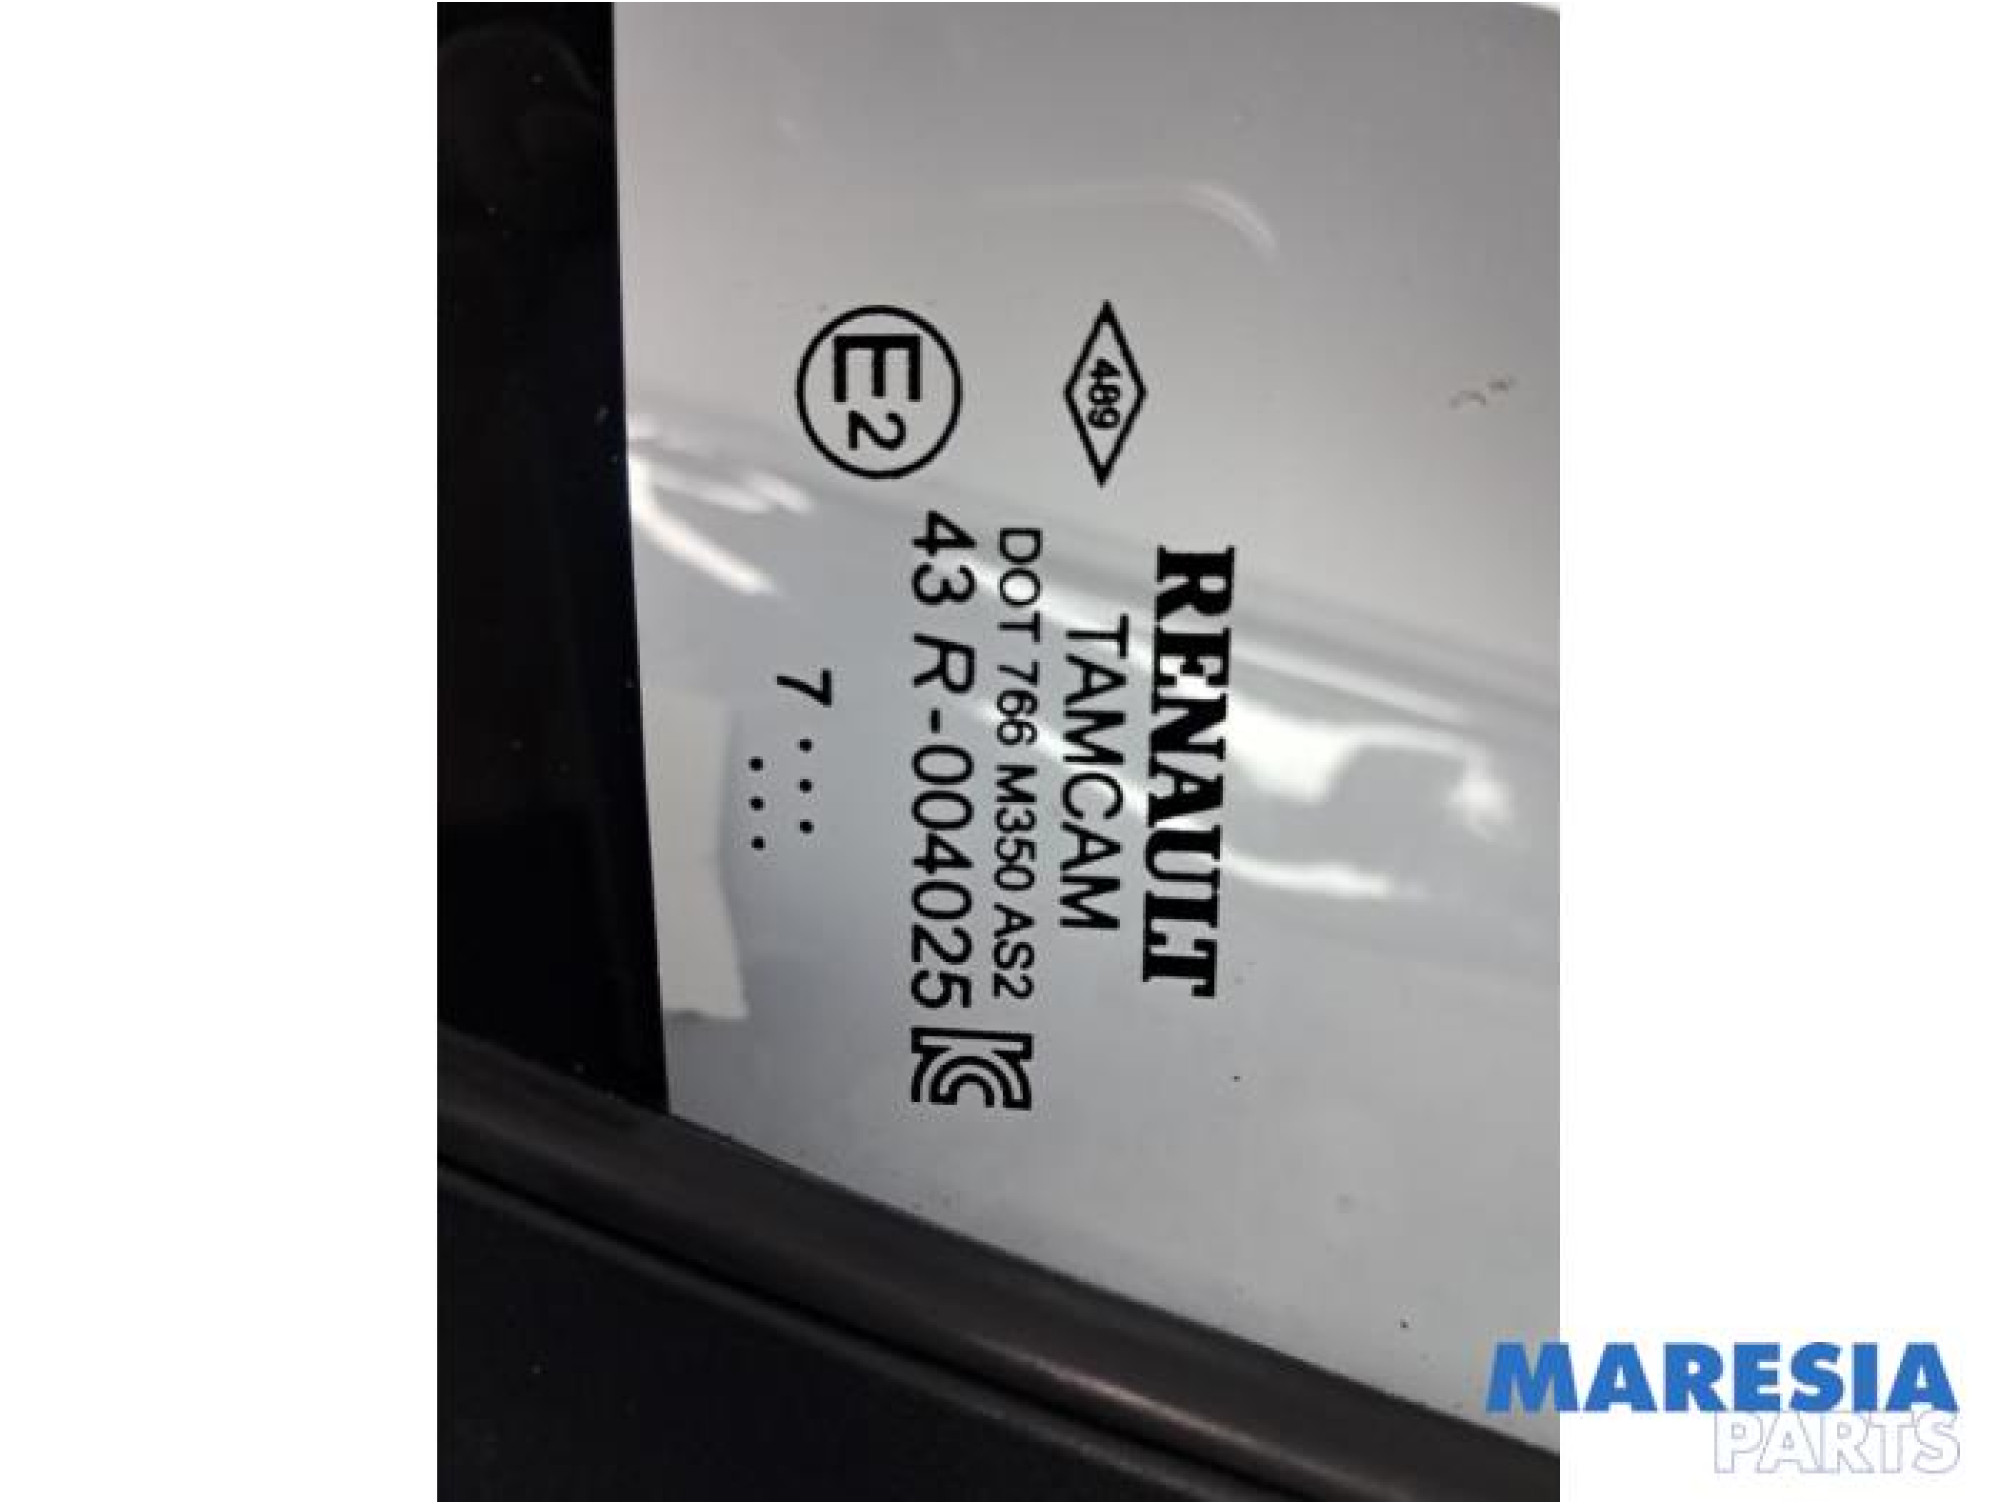 RENAULT
489
TAMCAM
DOT 766 M350 AS2
E2
43 R-004025
7 ...
...
MARESIA
PARTS